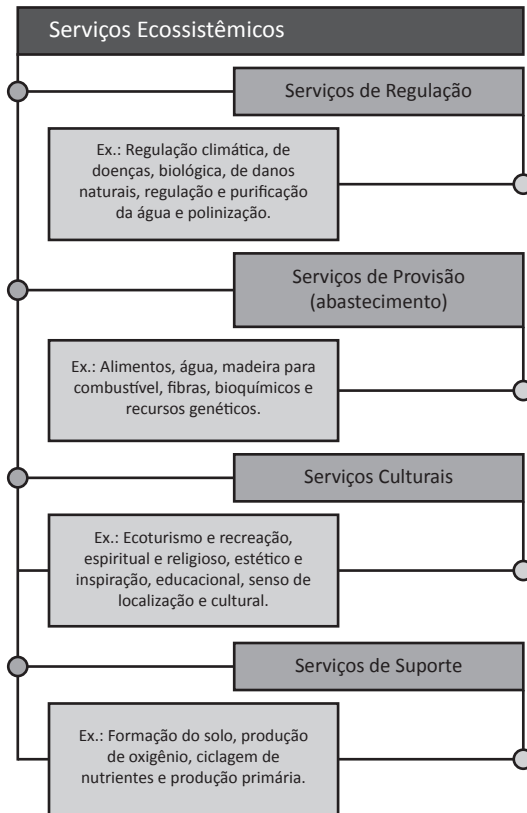 Serviços Ecossistêmicos
Serviços de Regulação
Ex.: Regulação climática, de
doenças, biológica, de danos
naturais, regulação e purificação
da água e polinização.
Serviços de Provisão
(abastecimento)
Ex.: Alimentos, água, madeira para
combustível, fibras, bioquímicos e
recursos genéticos.
Serviços Culturais
Ex.: Ecoturismo e recreação,
espiritual e religioso, estético e
inspiração, educacional, senso de
localização e cultural.
Serviços de Suporte
Ex.: Formação do solo, produção
de oxigênio, ciclagem de
nutrientes e produção primária.